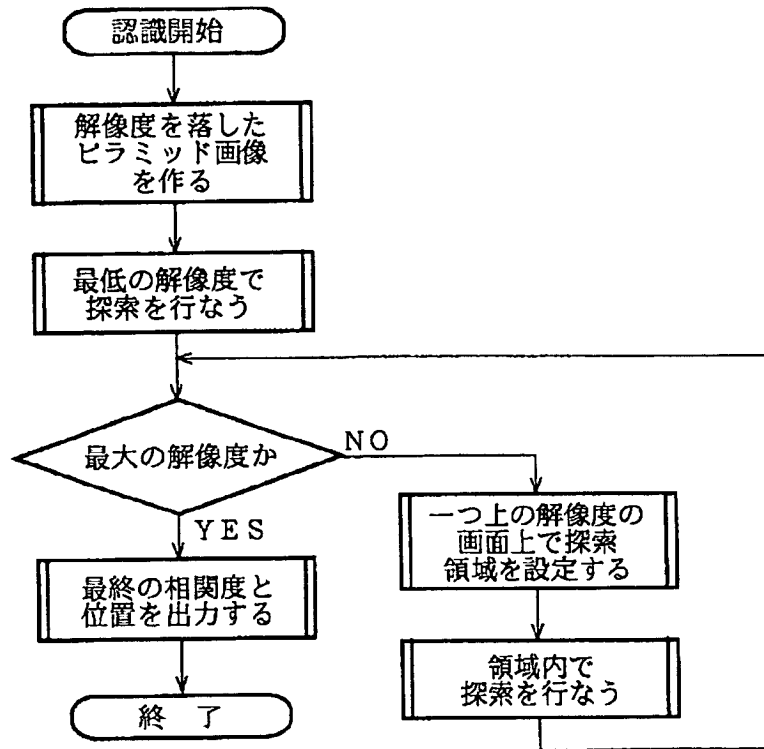 認識開始
解像度を落した
ピラミッド画像
を作る
最低の解像度で
探索を行なう
最大の解像度か
NO
YES
一つ上の解像度の
画面上で探索
領域を設定する
最終の相関度と
位置を出力する
領域内で
探索を行なう
終 了